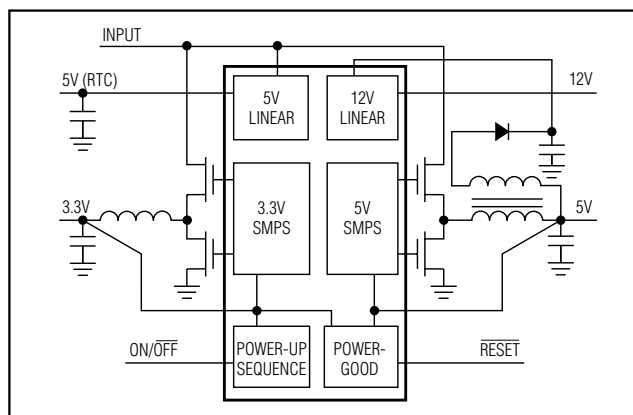 INPUT
5V (RTC)
5V
LINEAR
12V
LINEAR
12V
3.3V
3.3V
SMPS
5V
SMPS
5V
ON/OFF
POWER-UP
SEQUENCE
POWER-
GOOD
RESET